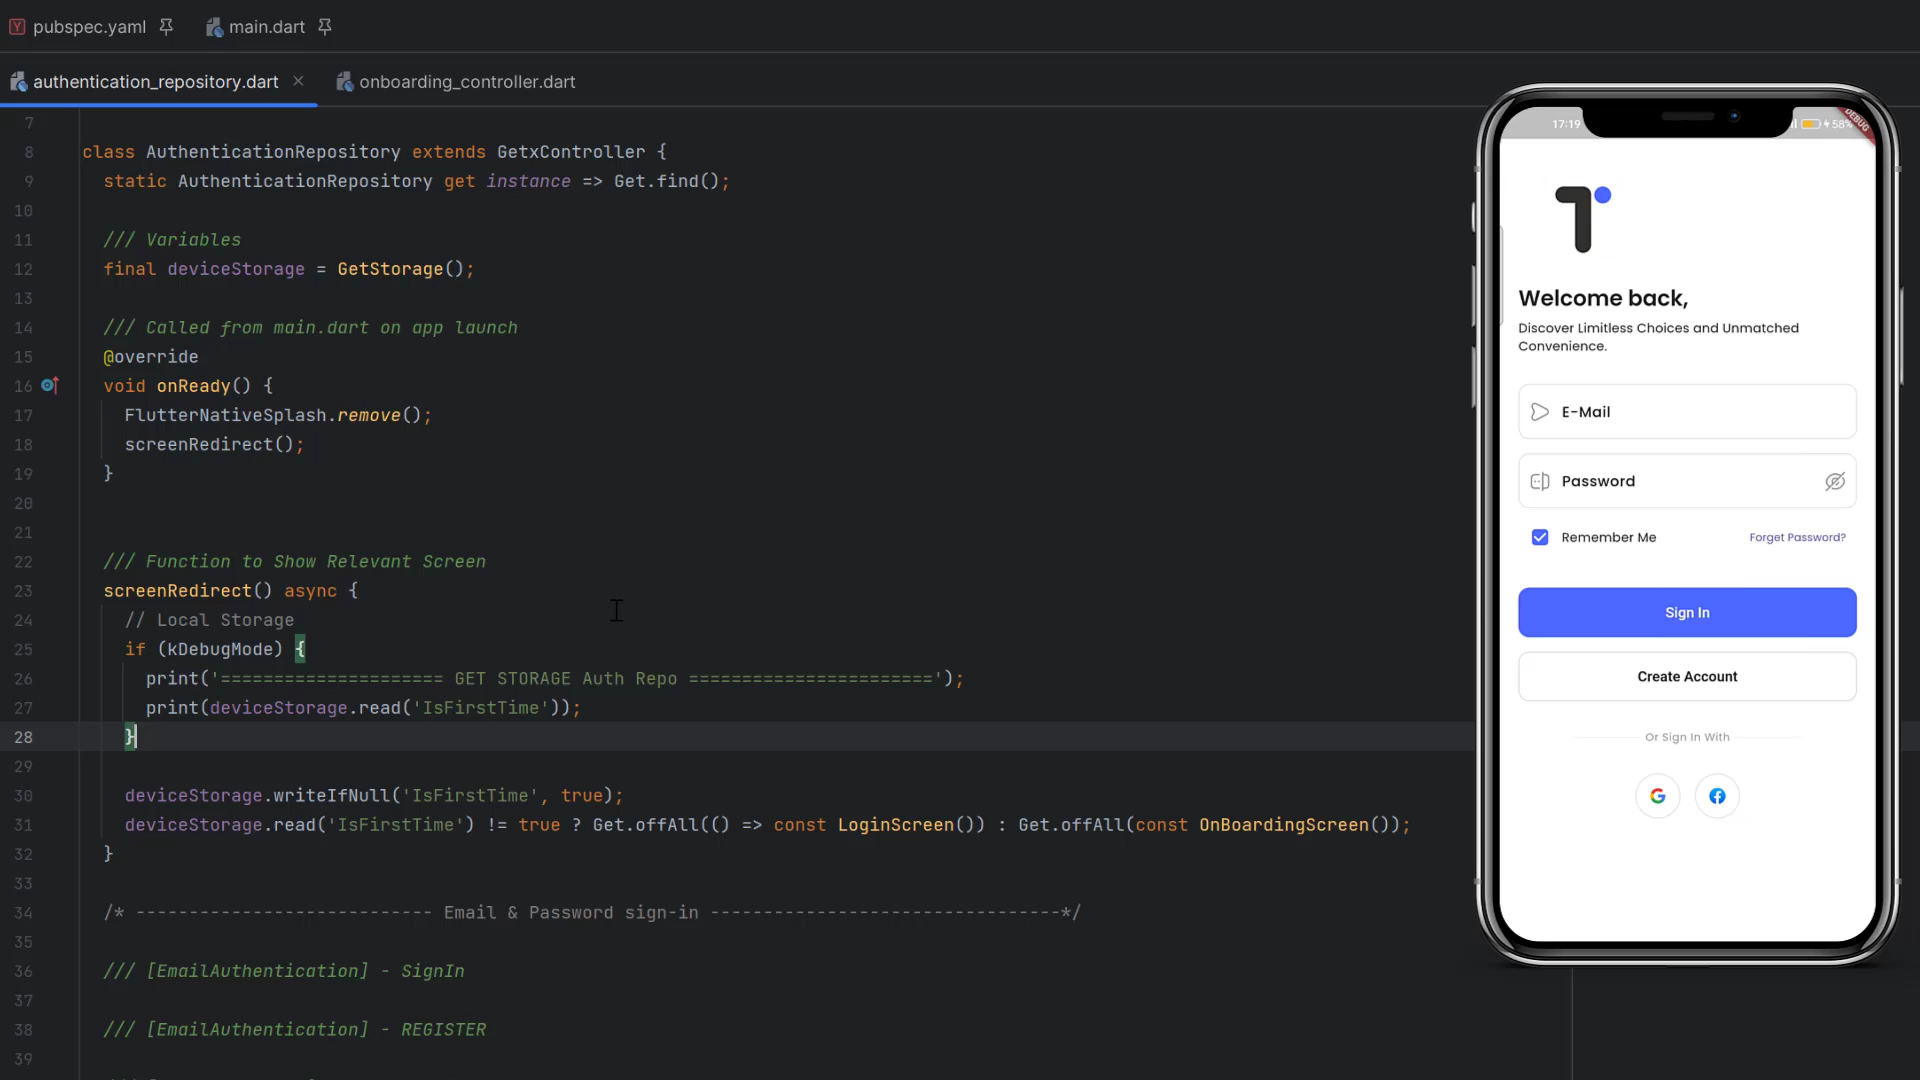 pubspec.yaml
main.dart
authentication_repository.dart
onboarding_controller.dart
7
8 class AuthenticationRepository extends GetxController {
9 static AuthenticationRepository get instance => Get.find();
10
11 /// Variables
12 final deviceStorage = GetStorage();
13
14 /// Called from main.dart on app launch
15 @override
16 void onReady() {
17 FlutterNativeSplash.remove();
18 screenRedirect();
19 }
20
21
22 /// Function to Show Relevant Screen
23 screenRedirect() async {
24 // Local Storage
25 if (kDebugMode) {
26 print('===================== GET STORAGE Auth Repo =======================');
27 print(deviceStorage.read('IsFirstTime'));
28 }
29
30 deviceStorage.writeIfNull('IsFirstTime', true);
31 deviceStorage.read('IsFirstTime') != true ? Get.offAll(() => const LoginScreen()) : Get.offAll(const OnBoardingScreen());
32 }
33
34 /* ---------------------------- Email & Password sign-in ---------------------------------*/
35
36 /// [EmailAuthentication] - SignIn
37
38 /// [EmailAuthentication] - REGISTER
39
17:19
58%
DEBUG
Welcome back,
Discover Limitless Choices and Unmatched
Convenience.
E-Mail
Password
Remember Me
Forget Password?
Sign In
Create Account
Or Sign In With